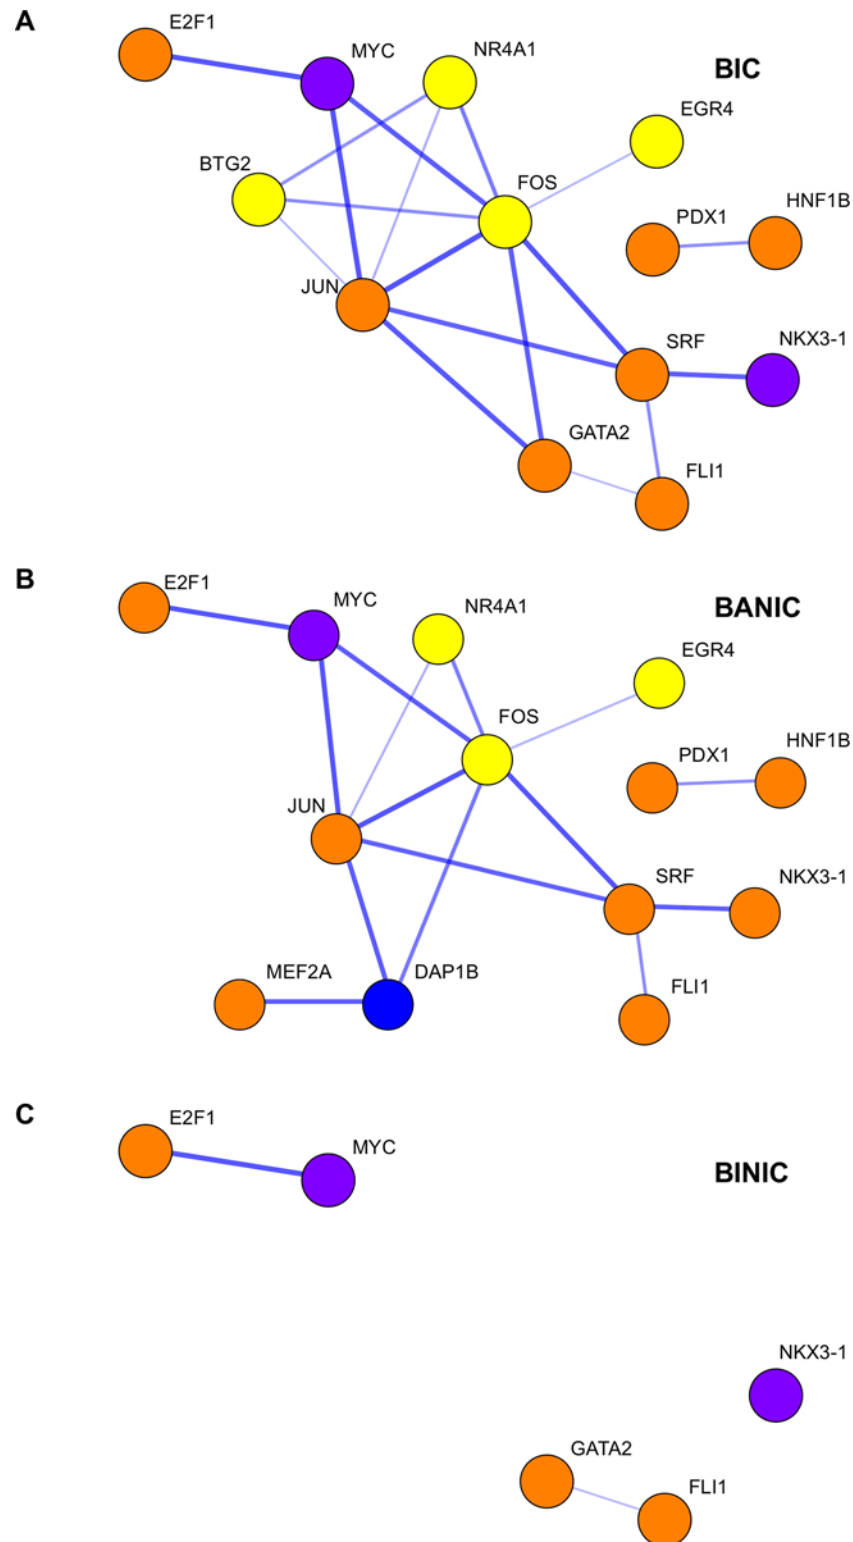 A
E2F1
MYC
NR4A1
BIC
EGR4
BTG2
FOS
PDX1
HNF1B
JUN
SRF
NKX3-1
GATA2
FLI1
B
E2F1
MYC
NR4A1
BANIC
EGR4
FOS
PDX1
HNF1B
JUN
SRF
NKX3-1
MEF2A
DAP1B
FLI1
C
E2F1
MYC
BINIC
NKX3-1
GATA2
FLI1